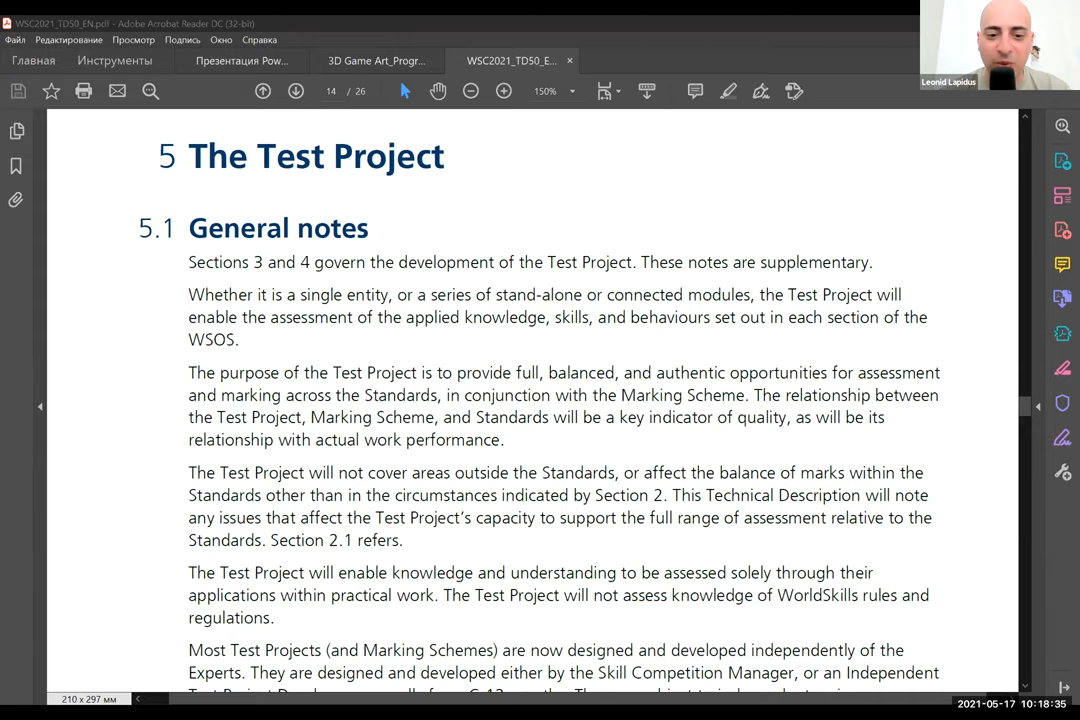 WSC2021_TD50_EN.pdf - Adobe Acrobat Reader DC (32-bit)
Файл Редактирование Просмотр Подпись Окно Справка
Главная Инструменты Презентация Pow... 3D Game Art_Progr... WSC2021_TD50_E... ×
14 / 26 150%
Leonid Lapidus
5 The Test Project
5.1 General notes
Sections 3 and 4 govern the development of the Test Project. These notes are supplementary.
Whether it is a single entity, or a series of stand-alone or connected modules, the Test Project will
enable the assessment of the applied knowledge, skills, and behaviours set out in each section of the
WSOS.
The purpose of the Test Project is to provide full, balanced, and authentic opportunities for assessment
and marking across the Standards, in conjunction with the Marking Scheme. The relationship between
the Test Project, Marking Scheme, and Standards will be a key indicator of quality, as will be its
relationship with actual work performance.
The Test Project will not cover areas outside the Standards, or affect the balance of marks within the
Standards other than in the circumstances indicated by Section 2. This Technical Description will note
any issues that affect the Test Project’s capacity to support the full range of assessment relative to the
Standards. Section 2.1 refers.
The Test Project will enable knowledge and understanding to be assessed solely through their
applications within practical work. The Test Project will not assess knowledge of WorldSkills rules and
regulations.
Most Test Projects (and Marking Schemes) are now designed and developed independently of the
Experts. They are designed and developed either by the Skill Competition Manager, or an Independent
210 x 297 мм
2021-05-17 10:18:35